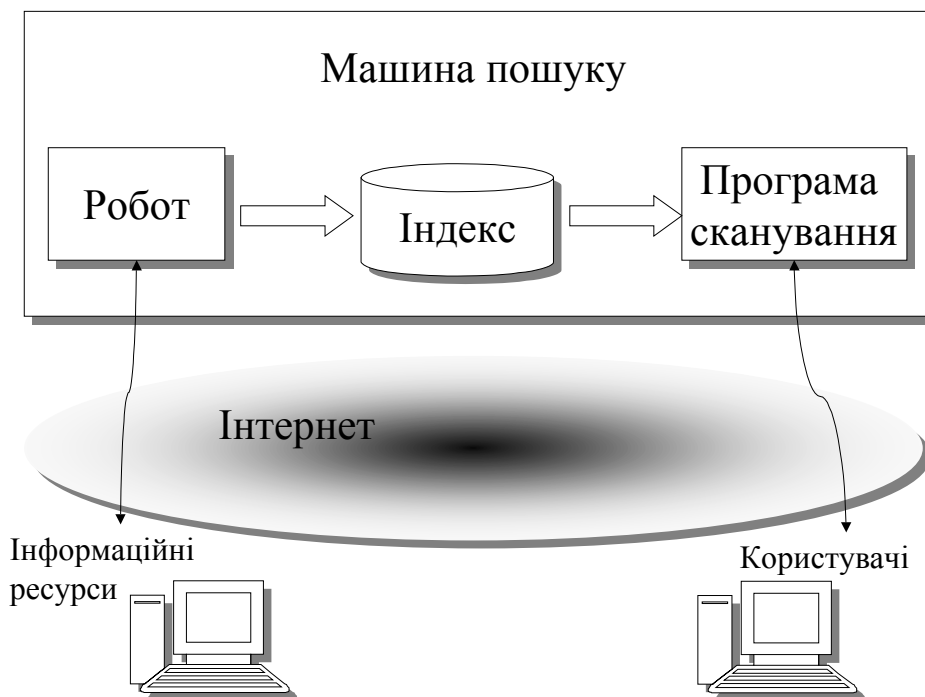 Машина пошуку
Робот
Індекс
Програма
сканування
Інтернет
Інформаційні
ресурси
Користувачі